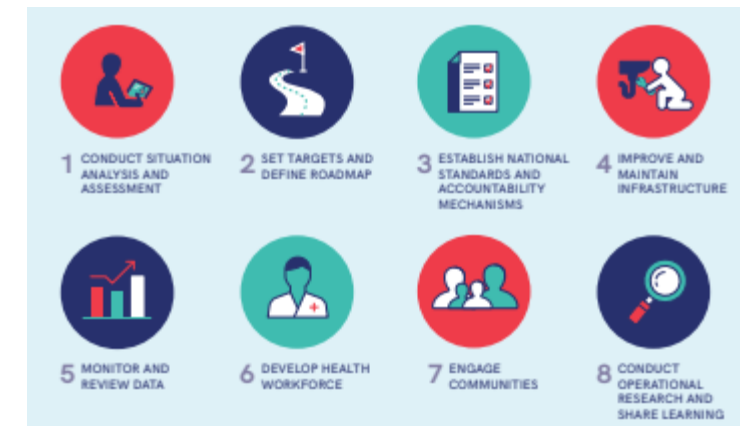 1 CONDUCT SITUATION
ANALYSIS AND
ASSESSMENT
2 SET TARGETS AND
DEFINE ROADMAP
3 ESTABLISH NATIONAL
STANDARDS AND
ACCOUNTABILITY
MECHANISMS
4 IMPROVE AND
MAINTAIN
INFRASTRUCTURE
5 MONITOR AND
REVIEW DATA
6 DEVELOP HEALTH
WORKFORCE
7 ENGAGE
COMMUNITIES
8 CONDUCT
OPERATIONAL
RESEARCH AND
SHARE LEARNING